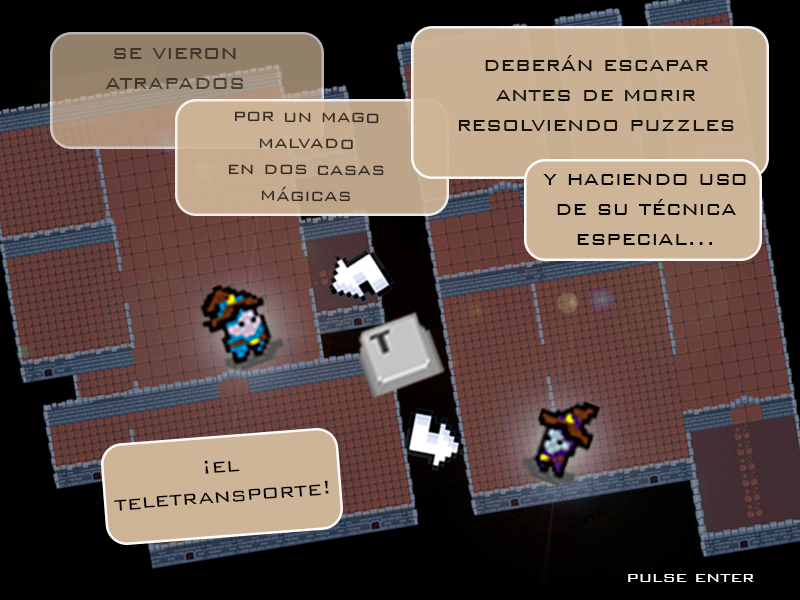 SE VIERON
ATRAPADOS
POR UN MAGO
MALVADO
EN DOS CASAS
MÁGICAS
DEBERÁN ESCAPAR
ANTES DE MORIR
RESOLVIENDO PUZZLES
Y HACIENDO USO
DE SU TÉCNICA
ESPECIAL...
T
¡EL
TELETRANSPORTE!
PULSE ENTER